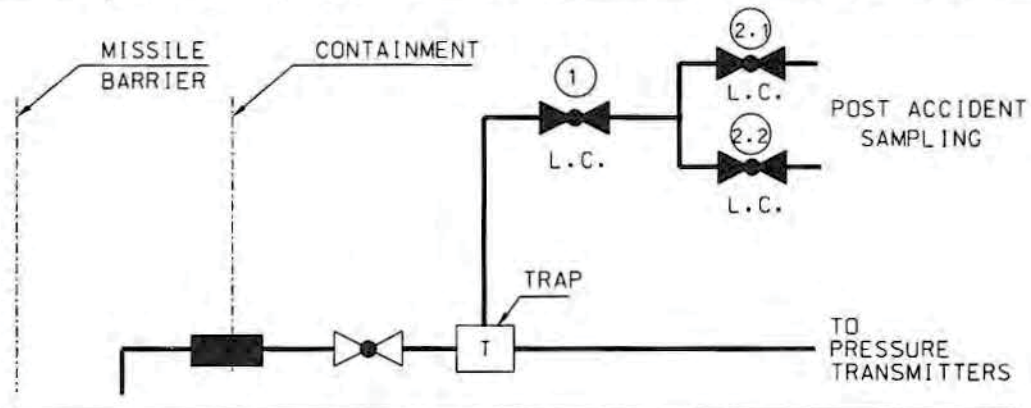 MISSILE
BARRIER
CONTAINMENT
1
L.C.
2.1
L.C.
2.2
L.C.
POST ACCIDENT
SAMPLING
TRAP
T
TO
PRESSURE
TRANSMITTERS